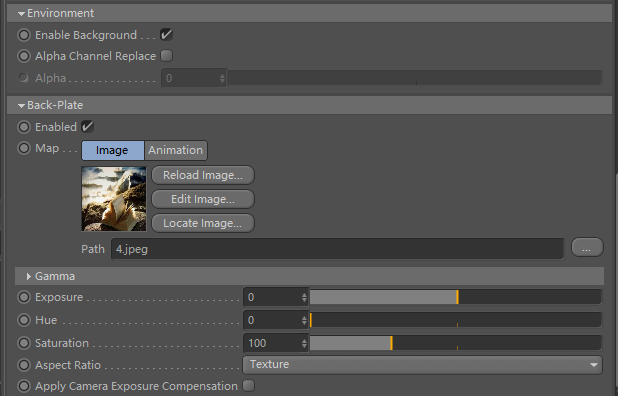 Environment
Enable Background . . .
Alpha Channel Replace
Alpha . . . . . . . . . . . . . . 0
Back-Plate
Enabled
Map . . . Image Animation
Reload Image...
Edit Image...
Locate Image...
Path 4.jpeg ...
Gamma
Exposure . . . . . . . . . . . . . . . . . . . . . . . 0
Hue . . . . . . . . . . . . . . . . . . . . . . . . . . . 0
Saturation . . . . . . . . . . . . . . . . . . . . . . 100
Aspect Ratio . . . . . . . . . . . . . . . . . . . . Texture
Apply Camera Exposure Compensation